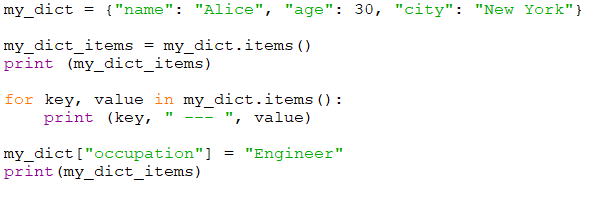 my_dict = {"name": "Alice", "age": 30, "city": "New York"}
my_dict_items = my_dict.items()
print (my_dict_items)
for key, value in my_dict.items():
    print (key, " --- ", value)
my_dict["occupation"] = "Engineer"
print(my_dict_items)